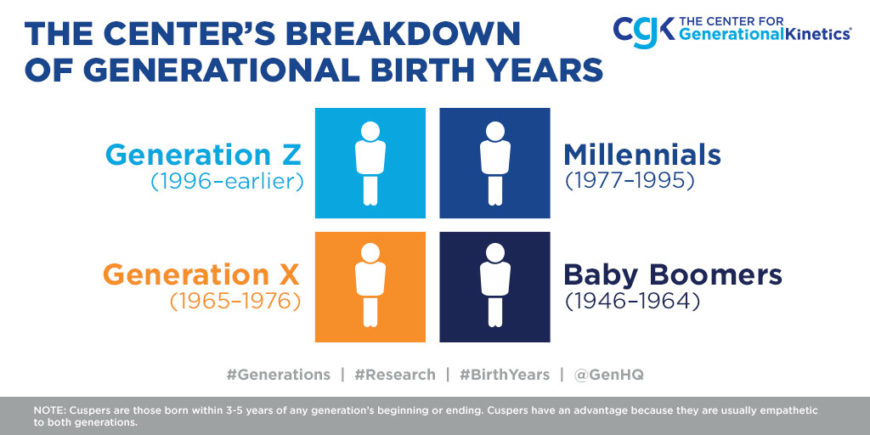 THE CENTER'S BREAKDOWN
OF GENERATIONAL BIRTH YEARS
cgk THE CENTER FOR
GenerationalKinetics®
Generation Z
(1996–earlier)
Millennials
(1977–1995)
Generation X
(1965–1976)
Baby Boomers
(1946–1964)
#Generations | #Research | #BirthYears | @GenHQ
NOTE: Cuspers are those born within 3-5 years of any generation's beginning or ending. Cuspers have an advantage because they are usually empathetic
to both generations.